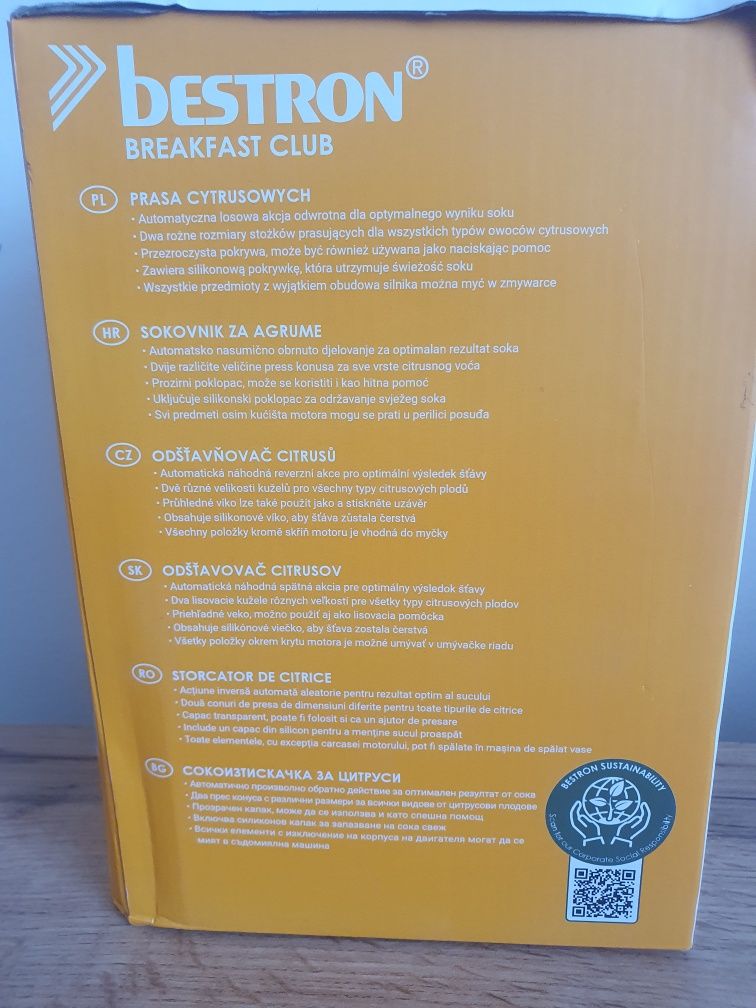 bESTRON®
BREAKFAST CLUB
PL PRASA CYTRUSOWYCH
• Automatyczna losowa akcja odwrotna dla optymalnego wyniku soku
• Dwa rożne rozmiary stożków prasujących dla wszystkich typów owoców cytrusowych
• Przezroczysta pokrywa, może być również używana jako naciskając pomoc
• Zawiera silikonową pokrywkę, która utrzymuje świeżość soku
• Wszystkie przedmioty z wyjątkiem obudowa silnika można myć w zmywarce
HR SOKOVNIK ZA AGRUME
• Automatsko nasumično obrnuto djelovanje za optimalan rezultat soka
• Dvije različite veličine press konusa za sve vrste citrusnog voća
• Prozirni poklopac, može se koristiti i kao hitna pomoć
• Uključuje silikonski poklopac za održavanje svježeg soka
• Svi predmeti osim kućišta motora mogu se prati u perilici posuđa
CZ ODŠŤAVŇOVAČ CITRUSŮ
• Automatická náhodná reverzní akce pro optimální výsledek šťávy
• Dvě různé velikosti kuželů pro všechny typy citrusových plodů
• Průhledné víko lze také použít jako a stiskněte uzávěr
• Obsahuje silikonové víko, aby šťáva zůstala čerstvá
• Všechny položky kromě skříň motoru je vhodná do myčky
SK ODŠŤAVOVAČ CITRUSOV
• Automatická náhodná spätná akcia pre optimálny výsledok šťavy
• Dva lisovacie kužele rôznych veľkostí pre všetky typy citrusových plodov
• Priehľadné veko, možno použiť aj ako lisovacia pomôcka
• Obsahuje silikónové viečko, aby šťava zostala čerstvá
• Všetky položky okrem krytu motora je možné umývať v umývačke riadu
RO STORCATOR DE CITRICE
• Acțiune inversă automată aleatorie pentru rezultat optim al sucului
• Două conuri de presa de dimensiuni diferite pentru toate tipurile de citrice
• Capac transparent, poate fi folosit si ca un ajutor de presare
• Include un capac din silicon pentru a menține sucul proaspăt
• Toate elementele, cu excepția carcasei motorului, pot fi spălate în mașina de spălat vase
BG СОКОИЗТИСКАЧКА ЗА ЦИТРУСИ
• Автоматично произволно обратно действие за оптимален резултат от сока
• Два прес конуса с различни размери за всички видове от цитрусови плодове
• Прозрачен капак, може да се използва и като спешна помощ
• Включва силиконов капак за запазване на сока свеж
• Всички елементи с изключение на корпуса на двигателя могат да се
мият в съдомиялна машина
BESTRON SUSTAINABILITY
Scan for our Corporate Social Responsibility